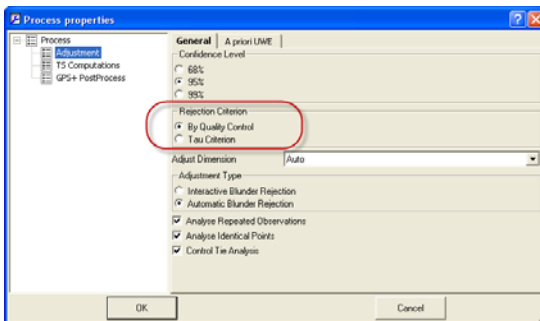 Process properties
Process
Adjustment
TS Computations
GPS+ PostProcess
General
A priori UWE
Confidence Level
68%
95%
99%
Rejection Criterion
By Quality Control
Tau Criterion
Adjust Dimension
Auto
Adjustment Type
Interactive Blunder Rejection
Automatic Blunder Rejection
Analyse Repeated Observations
Analyse Identical Points
Control Tie Analysis
OK
Cancel